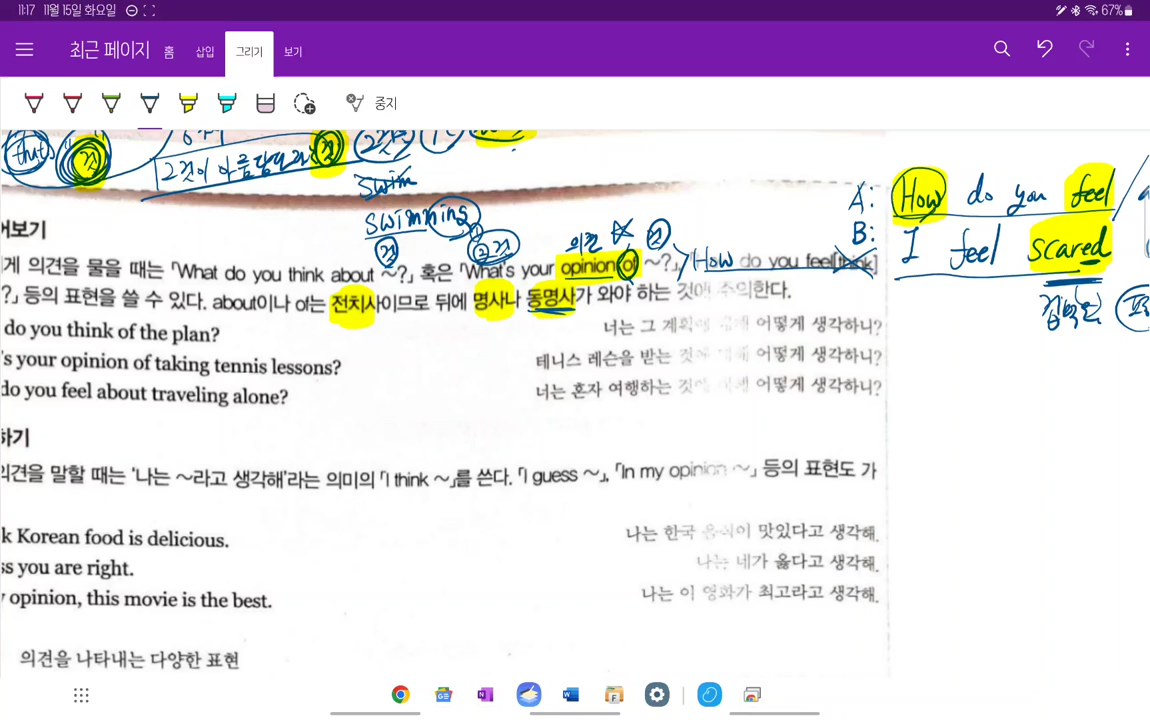 11:17 11월 15일 화요일
67%
최근 페이지 홈 삽입 그리기 보기
중지
that 것
그것이 아름답다라는 것
swim
swimming
것
의견
것
A: How do you feel /
B: I feel scared
어보기
게 의견을 물을 때는 「What do you think about ~?」 혹은 「What's your opinion of ~?」, How do you feel[think]
?」 등의 표현을 쓸 수 있다. about이나 of는 전치사이므로 뒤에 명사나 동명사가 와야 하는 것에 주의한다.
do you think of the plan? 너는 그 계획에 어떻게 생각하니?
's your opinion of taking tennis lessons? 테니스 레슨을 받는 것에 대해 어떻게 생각하니?
do you feel about traveling alone? 너는 혼자 여행하는 것에 대해 어떻게 생각하니?
하기
의견을 말할 때는 '나는 ~라고 생각해'라는 의미의 「I think ~」를 쓴다. 「I guess ~」, 「In my opinion ~」 등의 표현도 가
k Korean food is delicious. 나는 한국 음식이 맛있다고 생각해.
ss you are right. 나는 네가 옳다고 생각해.
opinion, this movie is the best. 나는 이 영화가 최고라고 생각해.
의견을 나타내는 다양한 표현